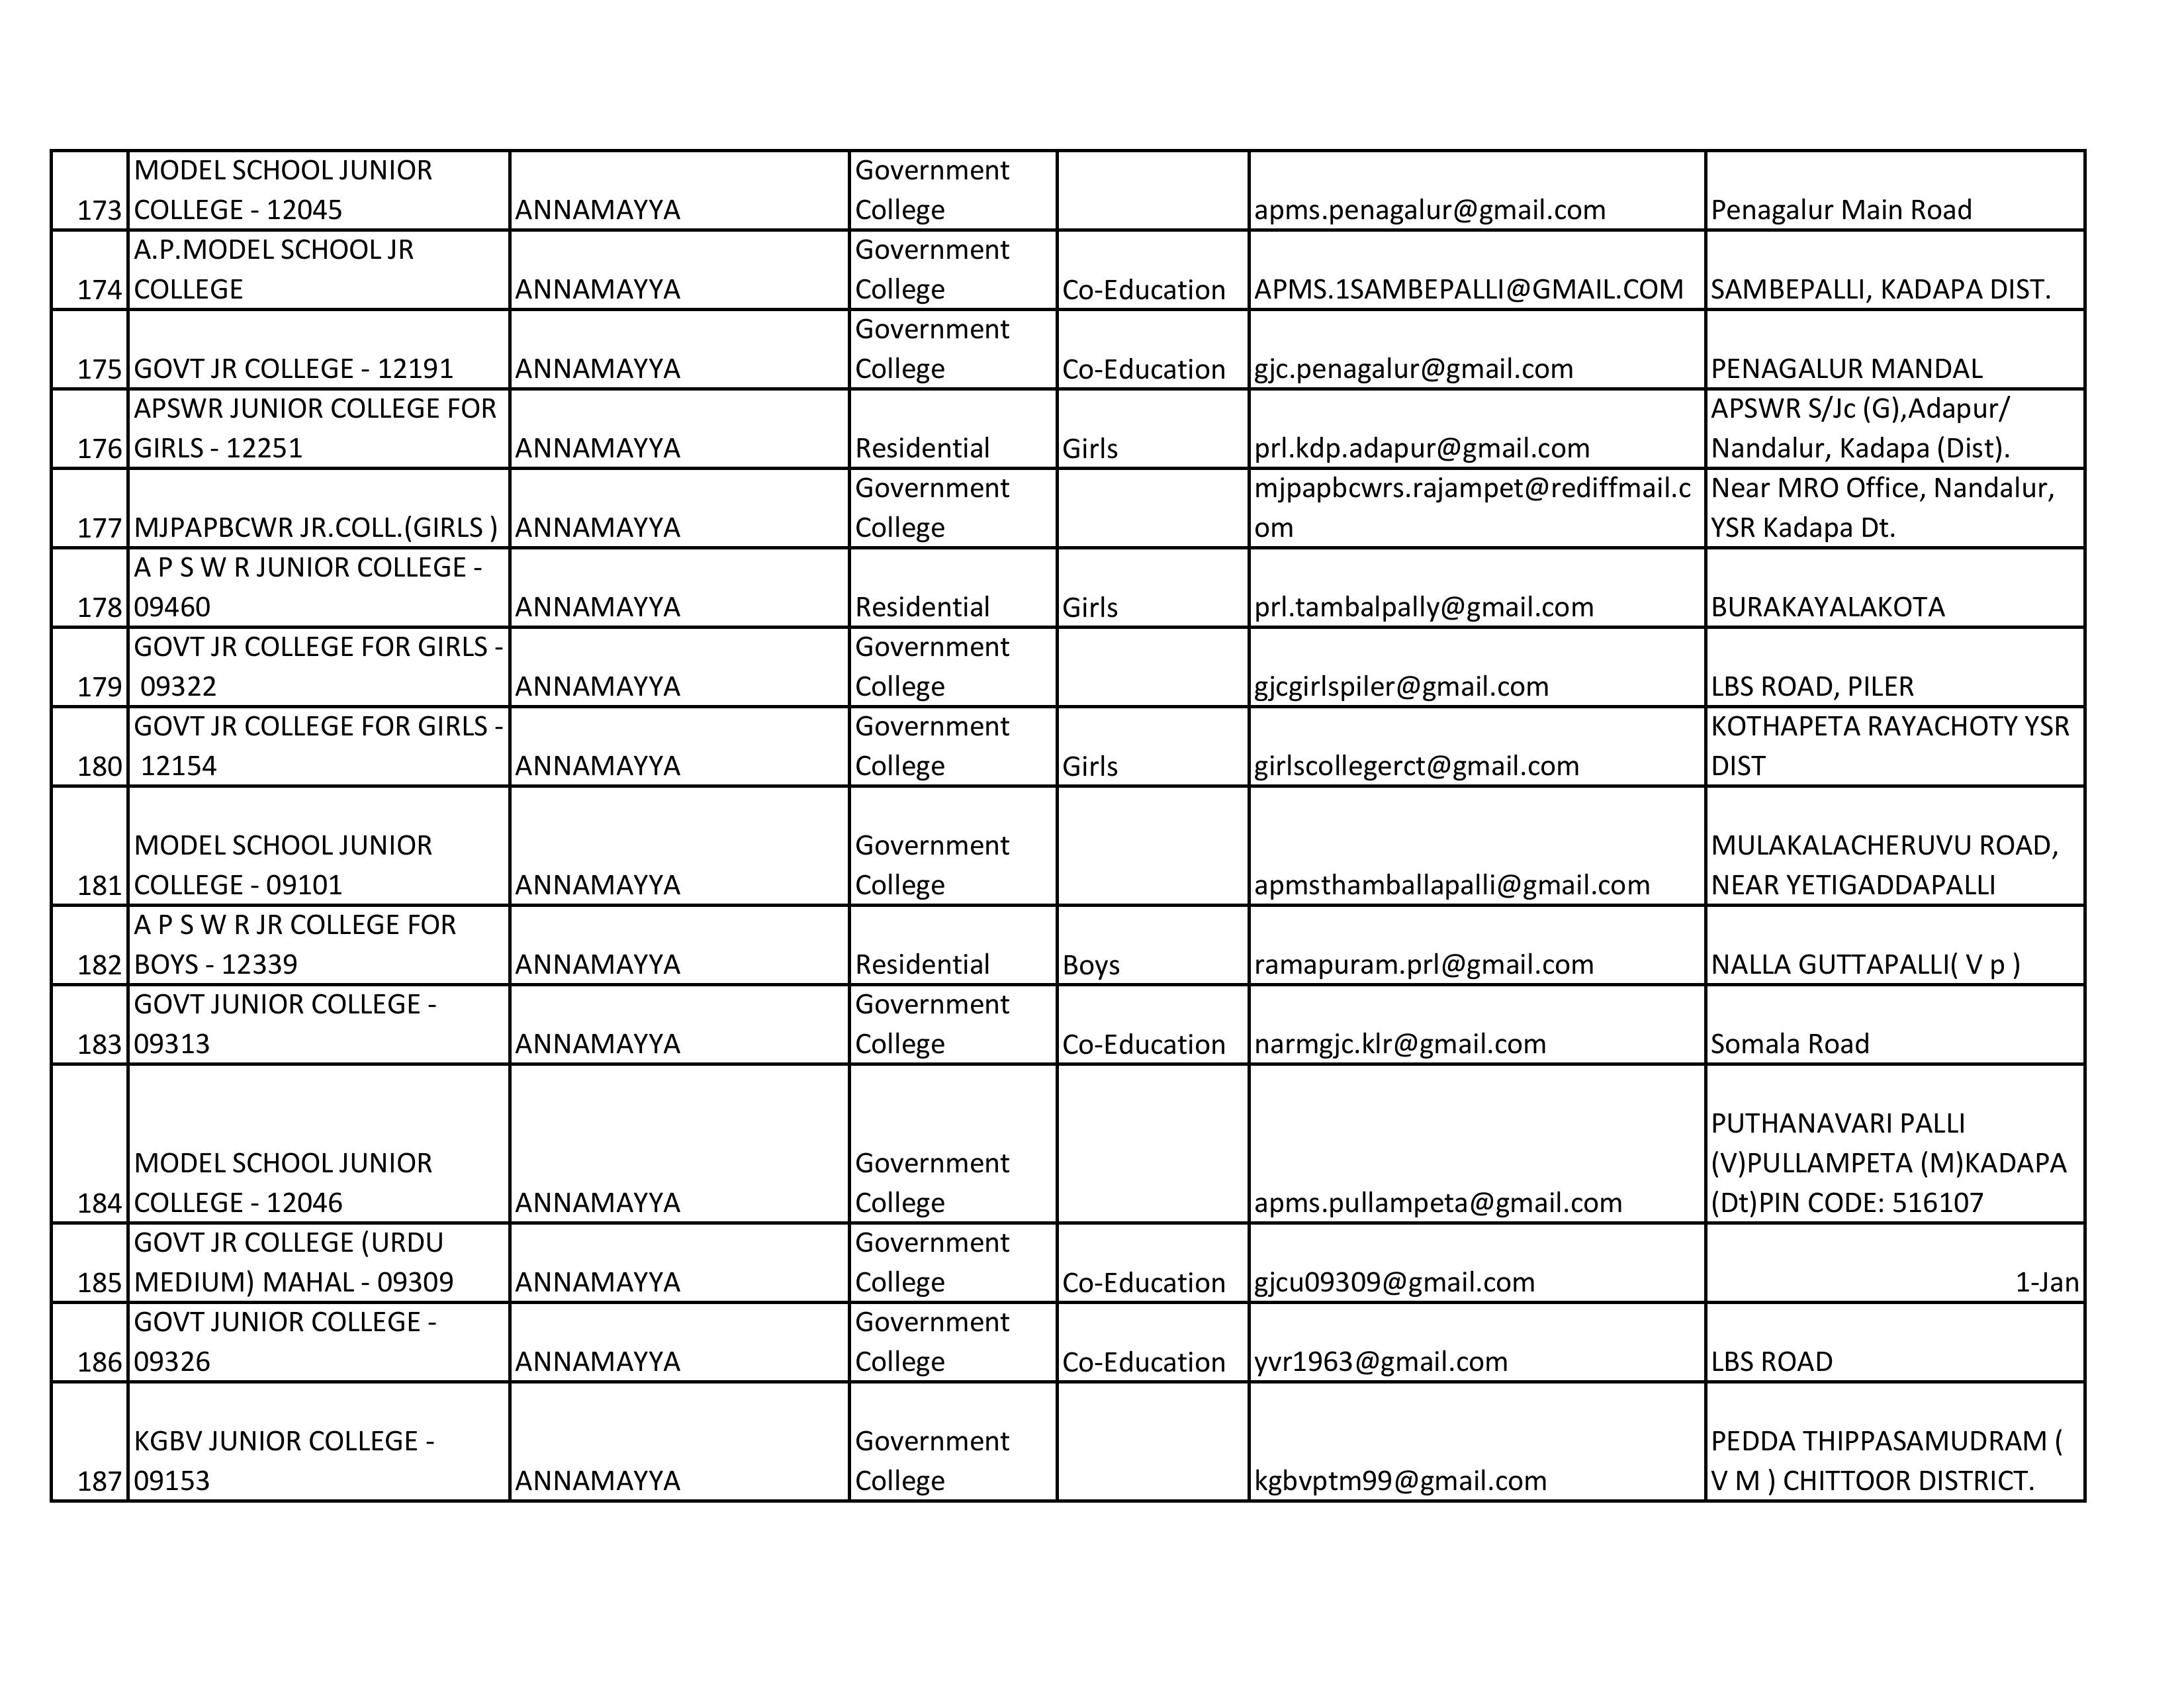 MODEL SCHOOL JUNIOR Government
173 COLLEGE - 12045 ANNAMAYYA College apms.penagalur@gmail.com Penagalur Main Road
A.P.MODEL SCHOOL JR Government
174 COLLEGE ANNAMAYYA College Co-Education APMS.1SAMBEPALLI@GMAIL.COM SAMBEPALLI, KADAPA DIST.
Government
175 GOVT JR COLLEGE - 12191 ANNAMAYYA College Co-Education gjc.penagalur@gmail.com PENAGALUR MANDAL
APSWR JUNIOR COLLEGE FOR APSWR S/Jc (G),Adapur/
176 GIRLS - 12251 ANNAMAYYA Residential Girls prl.kdp.adapur@gmail.com Nandalur, Kadapa (Dist).
Government mjpapbcwrs.rajampet@rediffmail.c Near MRO Office, Nandalur,
177 MJPAPBCWR JR.COLL.(GIRLS ) ANNAMAYYA College om YSR Kadapa Dt.
A P S W R JUNIOR COLLEGE -
178 09460 ANNAMAYYA Residential Girls prl.tambalpally@gmail.com BURAKAYALAKOTA
GOVT JR COLLEGE FOR GIRLS - Government
179 09322 ANNAMAYYA College gjcgirlspiler@gmail.com LBS ROAD, PILER
GOVT JR COLLEGE FOR GIRLS - Government KOTHAPETA RAYACHOTY YSR
180 12154 ANNAMAYYA College Girls girlscollegerct@gmail.com DIST
MODEL SCHOOL JUNIOR Government MULAKALACHERUVU ROAD,
181 COLLEGE - 09101 ANNAMAYYA College apmsthamballapalli@gmail.com NEAR YETIGADDAPALLI
A P S W R JR COLLEGE FOR
182 BOYS - 12339 ANNAMAYYA Residential Boys ramapuram.prl@gmail.com NALLA GUTTAPALLI( V p )
GOVT JUNIOR COLLEGE - Government
183 09313 ANNAMAYYA College Co-Education narmgjc.klr@gmail.com Somala Road
PUTHANAVARI PALLI
MODEL SCHOOL JUNIOR Government (V)PULLAMPETA (M)KADAPA
184 COLLEGE - 12046 ANNAMAYYA College apms.pullampeta@gmail.com (Dt)PIN CODE: 516107
GOVT JR COLLEGE (URDU Government
185 MEDIUM) MAHAL - 09309 ANNAMAYYA College Co-Education gjcu09309@gmail.com 1-Jan
GOVT JUNIOR COLLEGE - Government
186 09326 ANNAMAYYA College Co-Education yvr1963@gmail.com LBS ROAD
KGBV JUNIOR COLLEGE - Government PEDDA THIPPASAMUDRAM (
187 09153 ANNAMAYYA College kgbvptm99@gmail.com V M ) CHITTOOR DISTRICT.